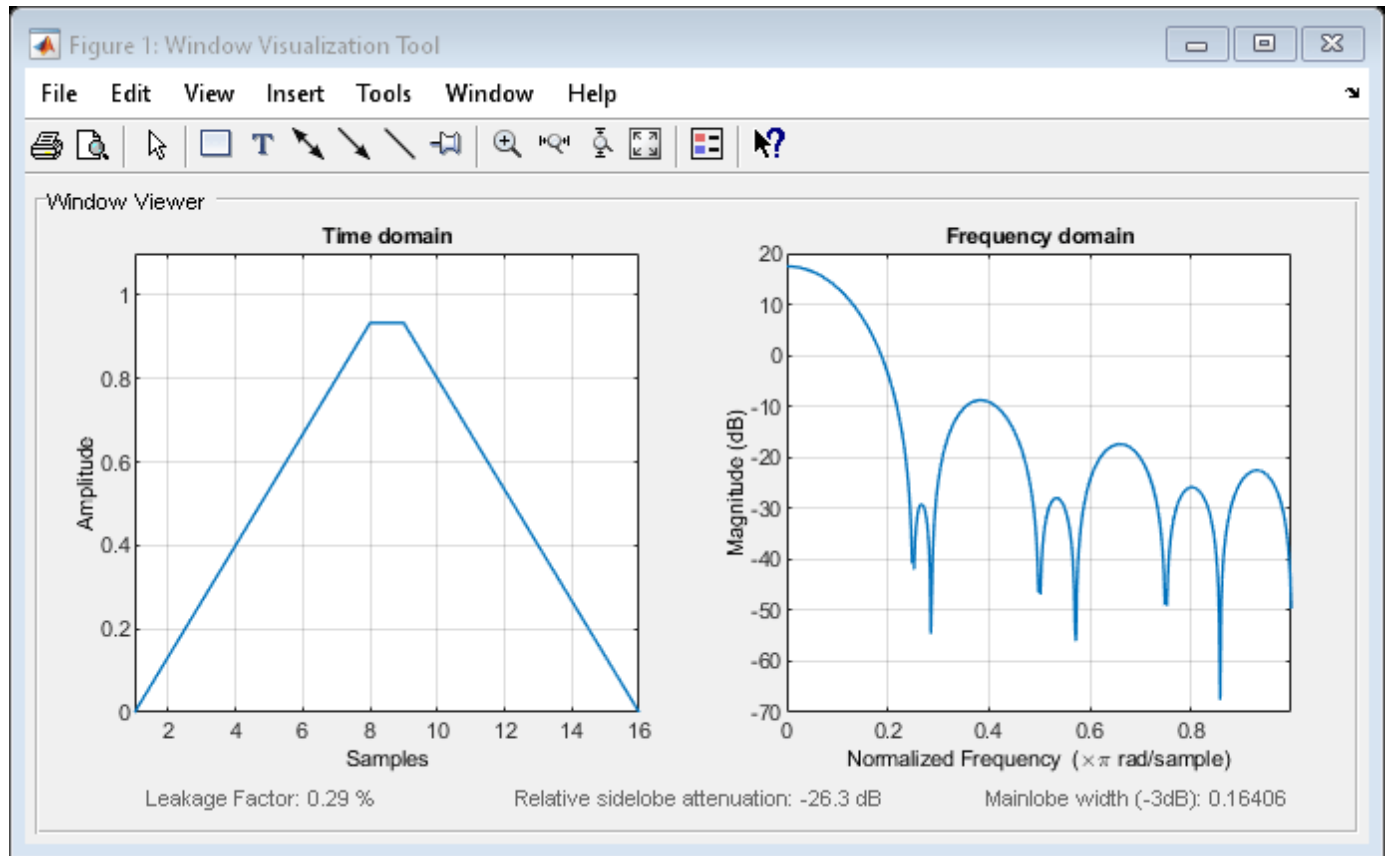 Figure 1: Window Visualization Tool
File Edit View Insert Tools Window Help
T ?
Window Viewer
Time domain
1
0.8
0.6
0.4
0.2
0
Amplitude
2 4 6 8 10 12 14 16
Samples
Frequency domain
20
10
0
-10
-20
-30
-40
-50
-60
-70
Magnitude (dB)
0 0.2 0.4 0.6 0.8
Normalized Frequency (×π rad/sample)
Leakage Factor: 0.29 % Relative sidelobe attenuation: -26.3 dB Mainlobe width (-3dB): 0.16406